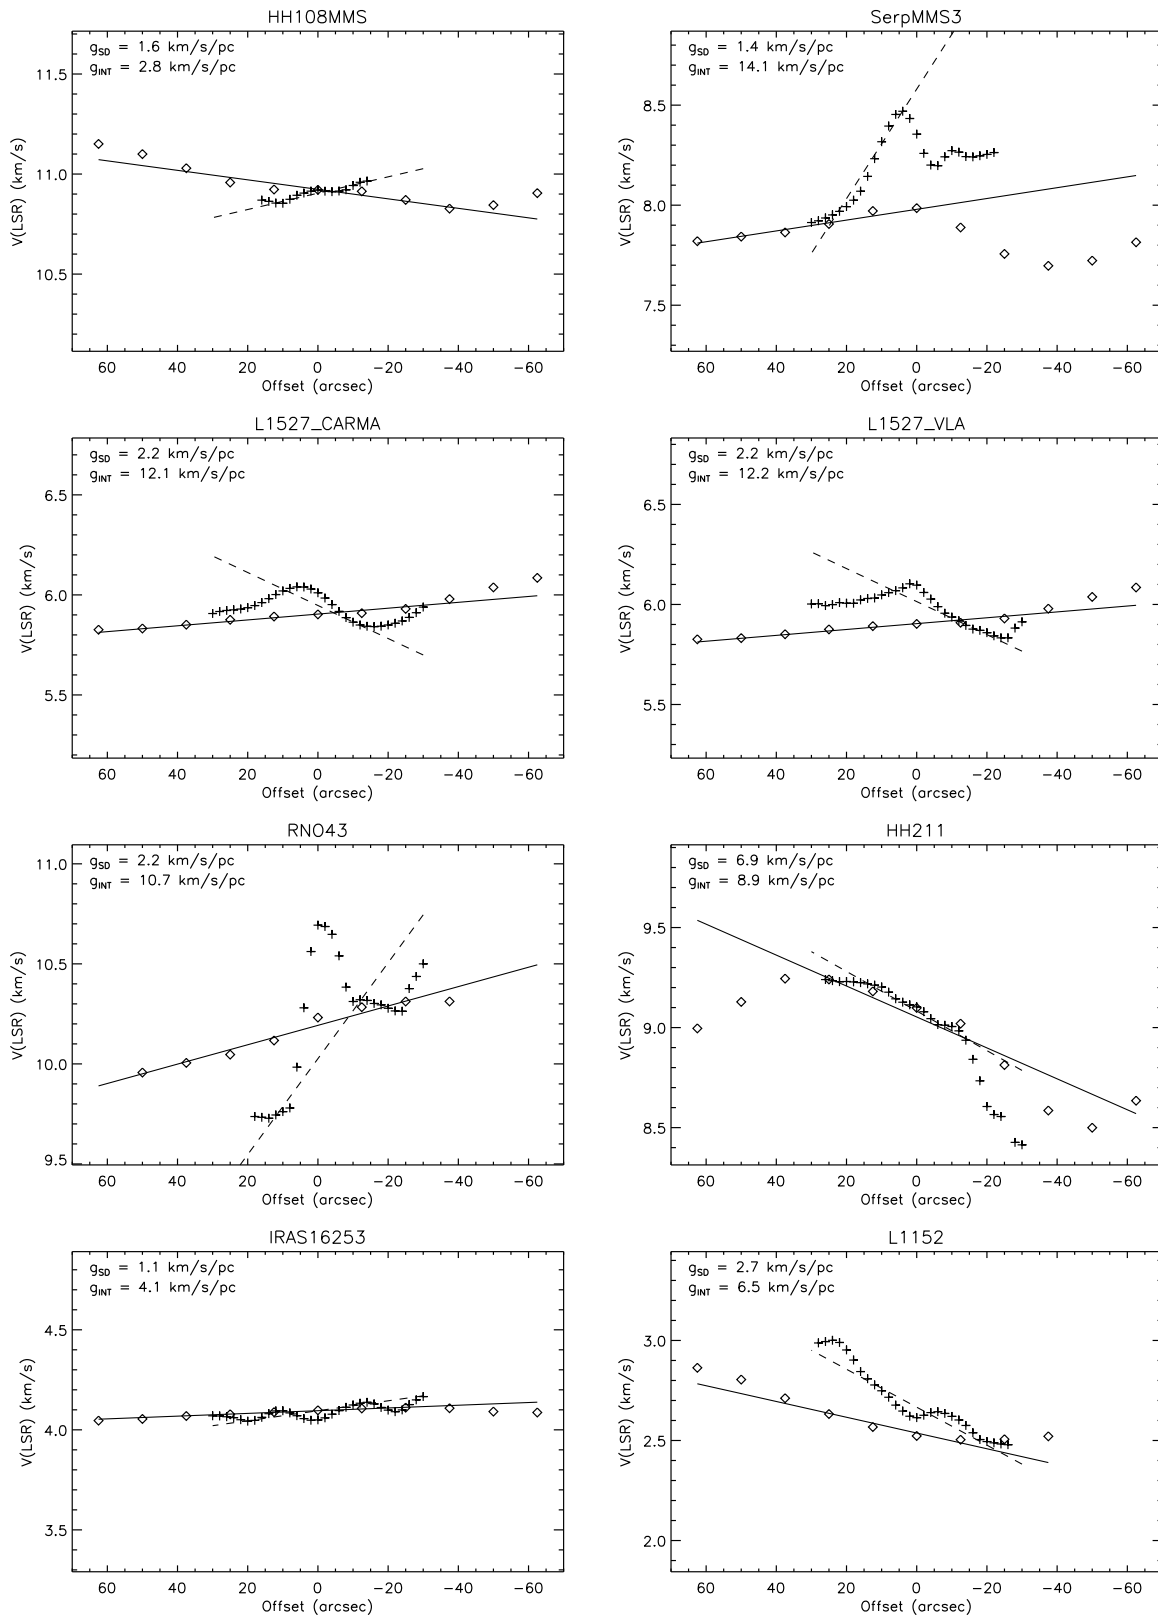 HH108MMS
g_SD = 1.6 km/s/pc
g_INT = 2.8 km/s/pc
11.5
11.0
10.5
V(LSR) (km/s)
60 40 20 0 −20 −40 −60
Offset (arcsec)
SerpMMS3
g_SD = 1.4 km/s/pc
g_INT = 14.1 km/s/pc
8.5
8.0
7.5
V(LSR) (km/s)
60 40 20 0 −20 −40 −60
Offset (arcsec)
L1527_CARMA
g_SD = 2.2 km/s/pc
g_INT = 12.1 km/s/pc
6.5
6.0
5.5
V(LSR) (km/s)
60 40 20 0 −20 −40 −60
Offset (arcsec)
L1527_VLA
g_SD = 2.2 km/s/pc
g_INT = 12.2 km/s/pc
6.5
6.0
5.5
V(LSR) (km/s)
60 40 20 0 −20 −40 −60
Offset (arcsec)
RNO43
g_SD = 2.2 km/s/pc
g_INT = 10.7 km/s/pc
11.0
10.5
10.0
9.5
V(LSR) (km/s)
60 40 20 0 −20 −40 −60
Offset (arcsec)
HH211
g_SD = 6.9 km/s/pc
g_INT = 8.9 km/s/pc
9.5
9.0
8.5
V(LSR) (km/s)
60 40 20 0 −20 −40 −60
Offset (arcsec)
IRAS16253
g_SD = 1.1 km/s/pc
g_INT = 4.1 km/s/pc
4.5
4.0
3.5
V(LSR) (km/s)
60 40 20 0 −20 −40 −60
Offset (arcsec)
L1152
g_SD = 2.7 km/s/pc
g_INT = 6.5 km/s/pc
3.0
2.5
2.0
V(LSR) (km/s)
60 40 20 0 −20 −40 −60
Offset (arcsec)